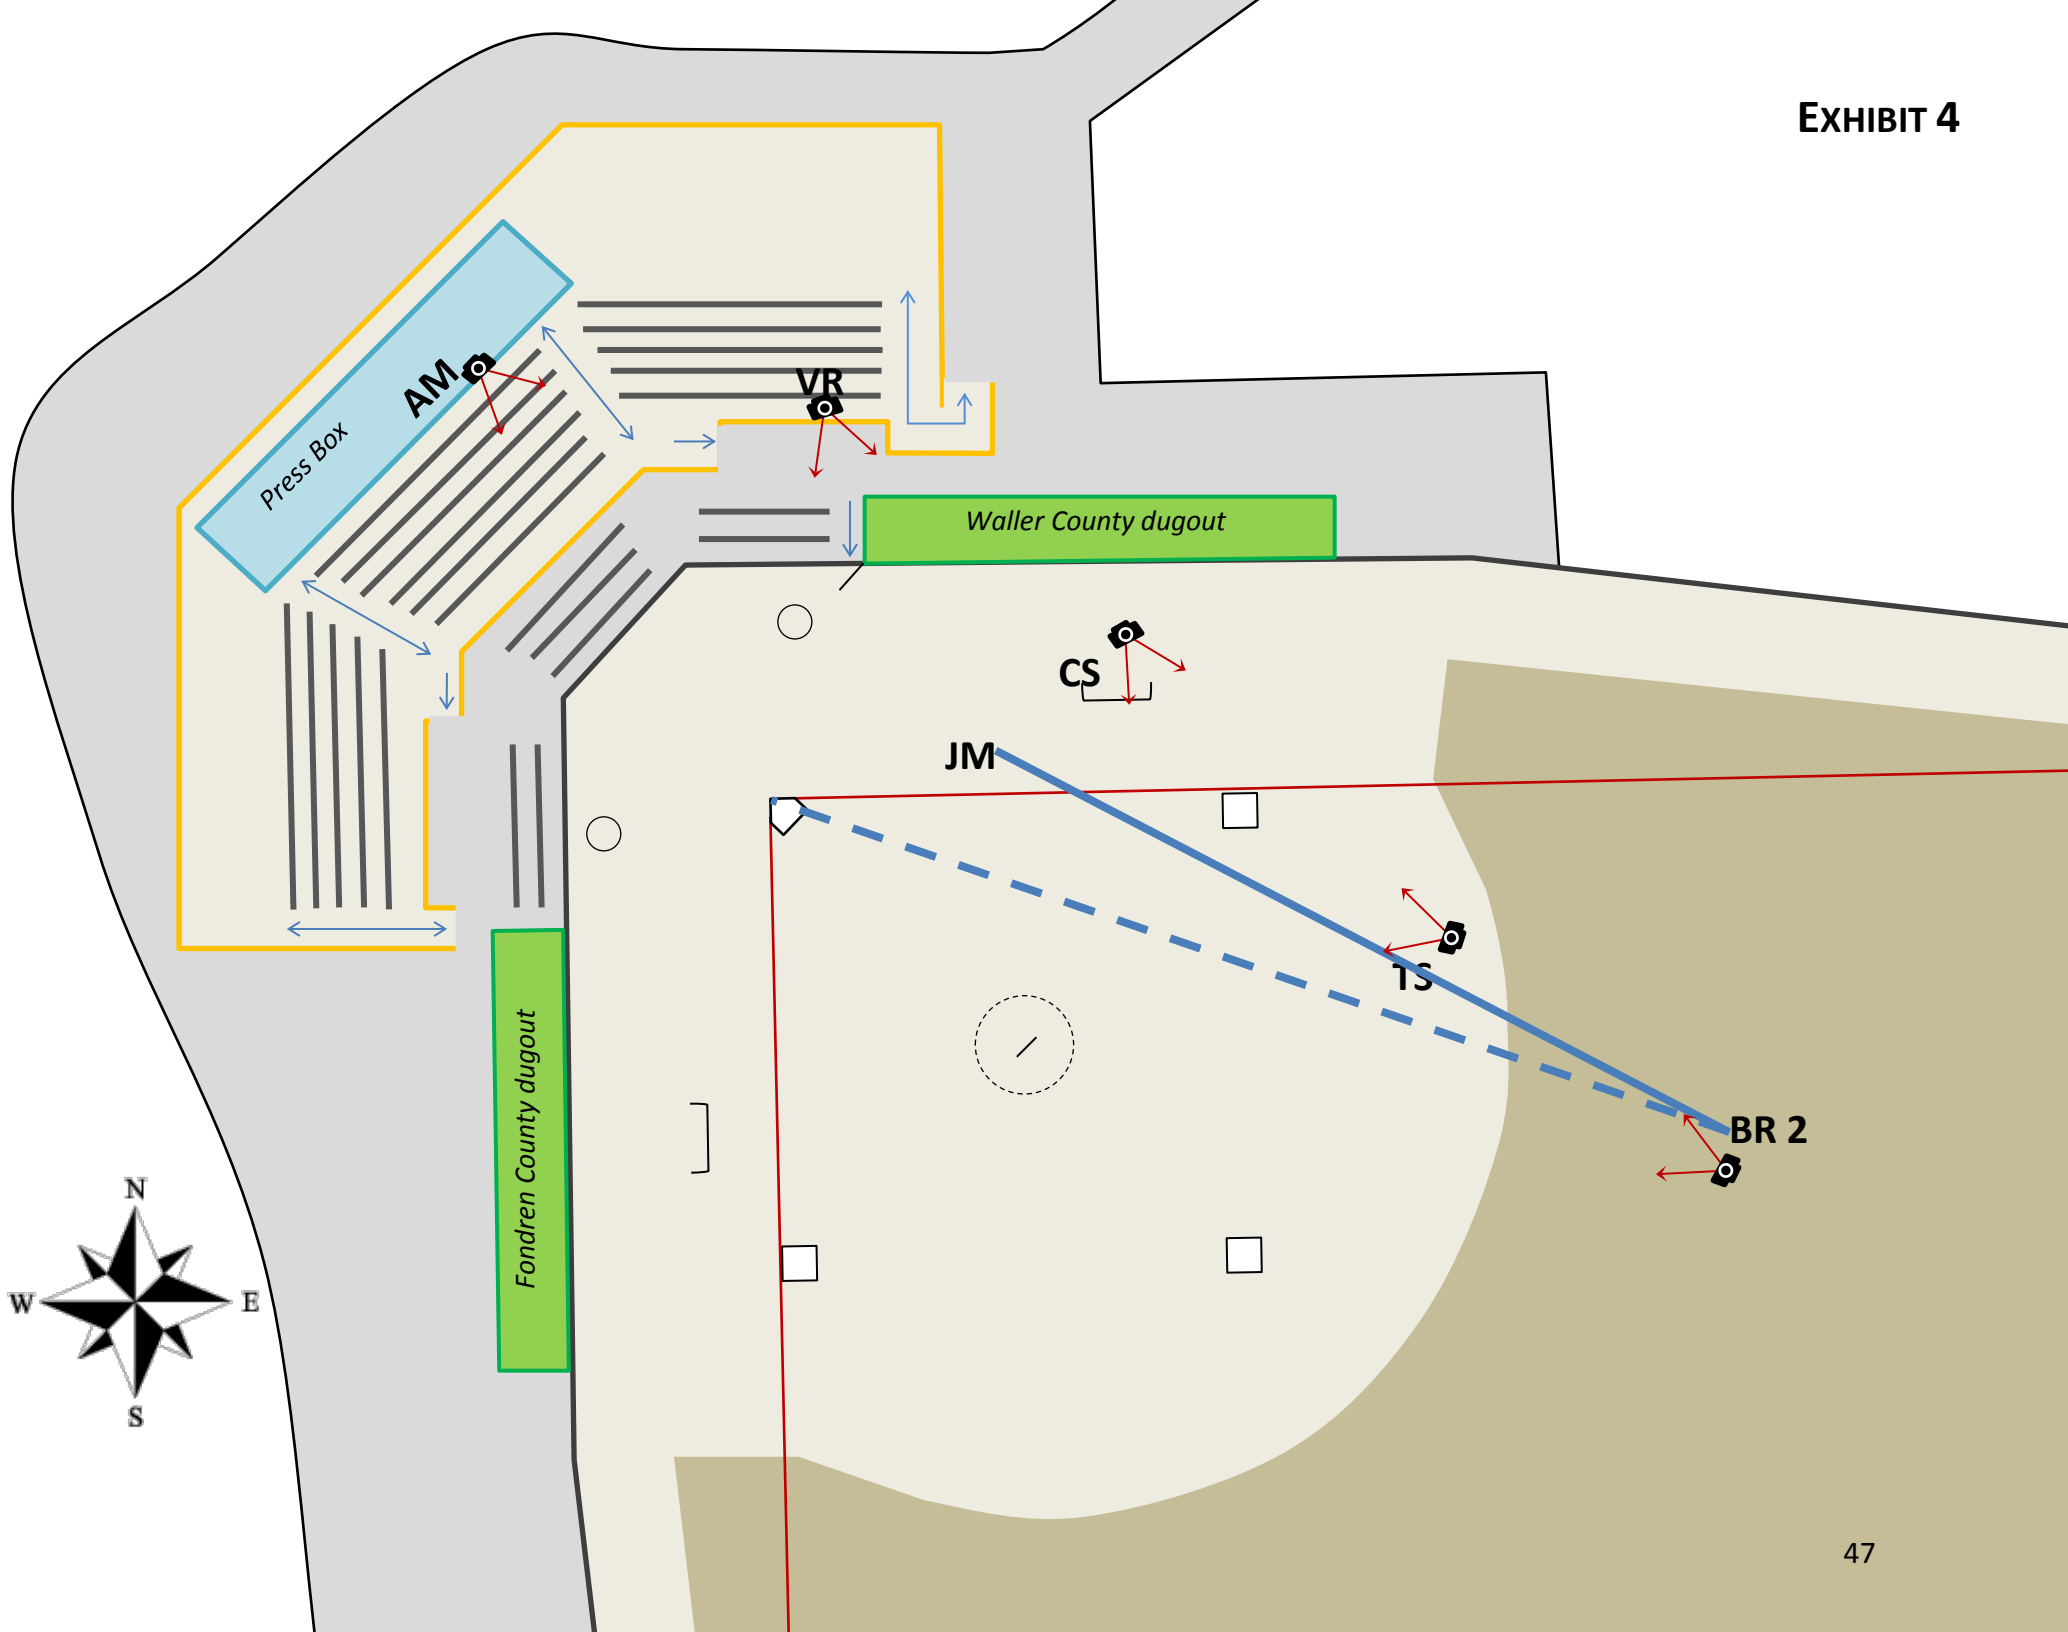 EXHIBIT 4
AM
VR
Press Box
Waller County dugout
CS
JM
TS
BR 2
Fondren County dugout
N
W
E
S
47